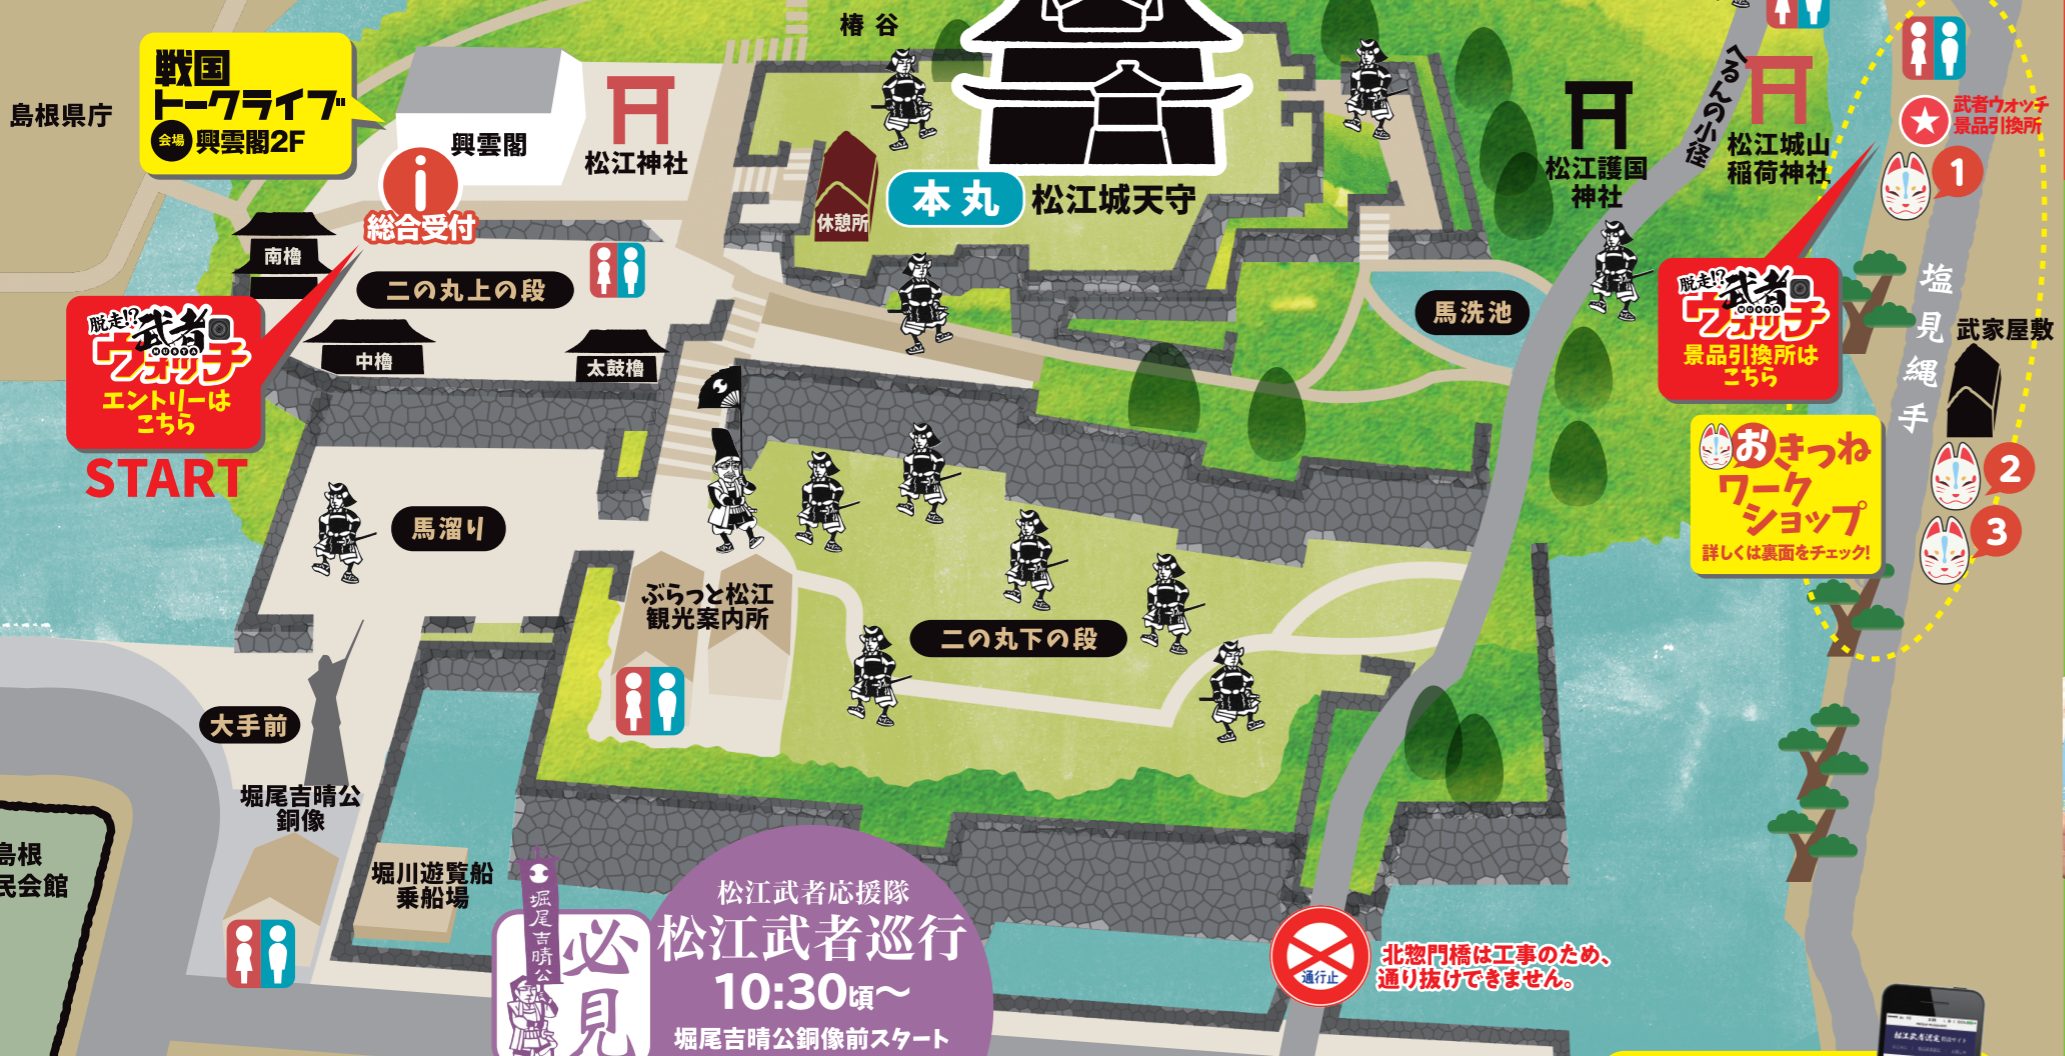 椿谷
戦国
トークライブ
会場 興雲閣2F
島根県庁
興雲閣
松江神社
総合受付
南櫓
二の丸上の段
中櫓
太鼓櫓
脱走!?
武者
MUSYA
ウォッチ
エントリーは
こちら
START
休憩所
本丸
松江城天守
へるんの小径
松江護国
神社
松江城山
稲荷神社
武者ウォッチ
景品引換所
1
馬洗池
脱走!?
武者
MUSYA
ウォッチ
景品引換所は
こちら
塩見縄手
武家屋敷
おきつね
ワーク
ショップ
詳しくは裏面をチェック!
2
3
馬溜り
ぶらっと松江
観光案内所
二の丸下の段
大手前
堀尾吉晴公
銅像
島根
民会館
堀川遊覧船
乗船場
堀尾吉晴公
必見
松江武者応援隊
松江武者巡行
10:30頃〜
堀尾吉晴公銅像前スタート
通行止
北惣門橋は工事のため、
通り抜けできません。